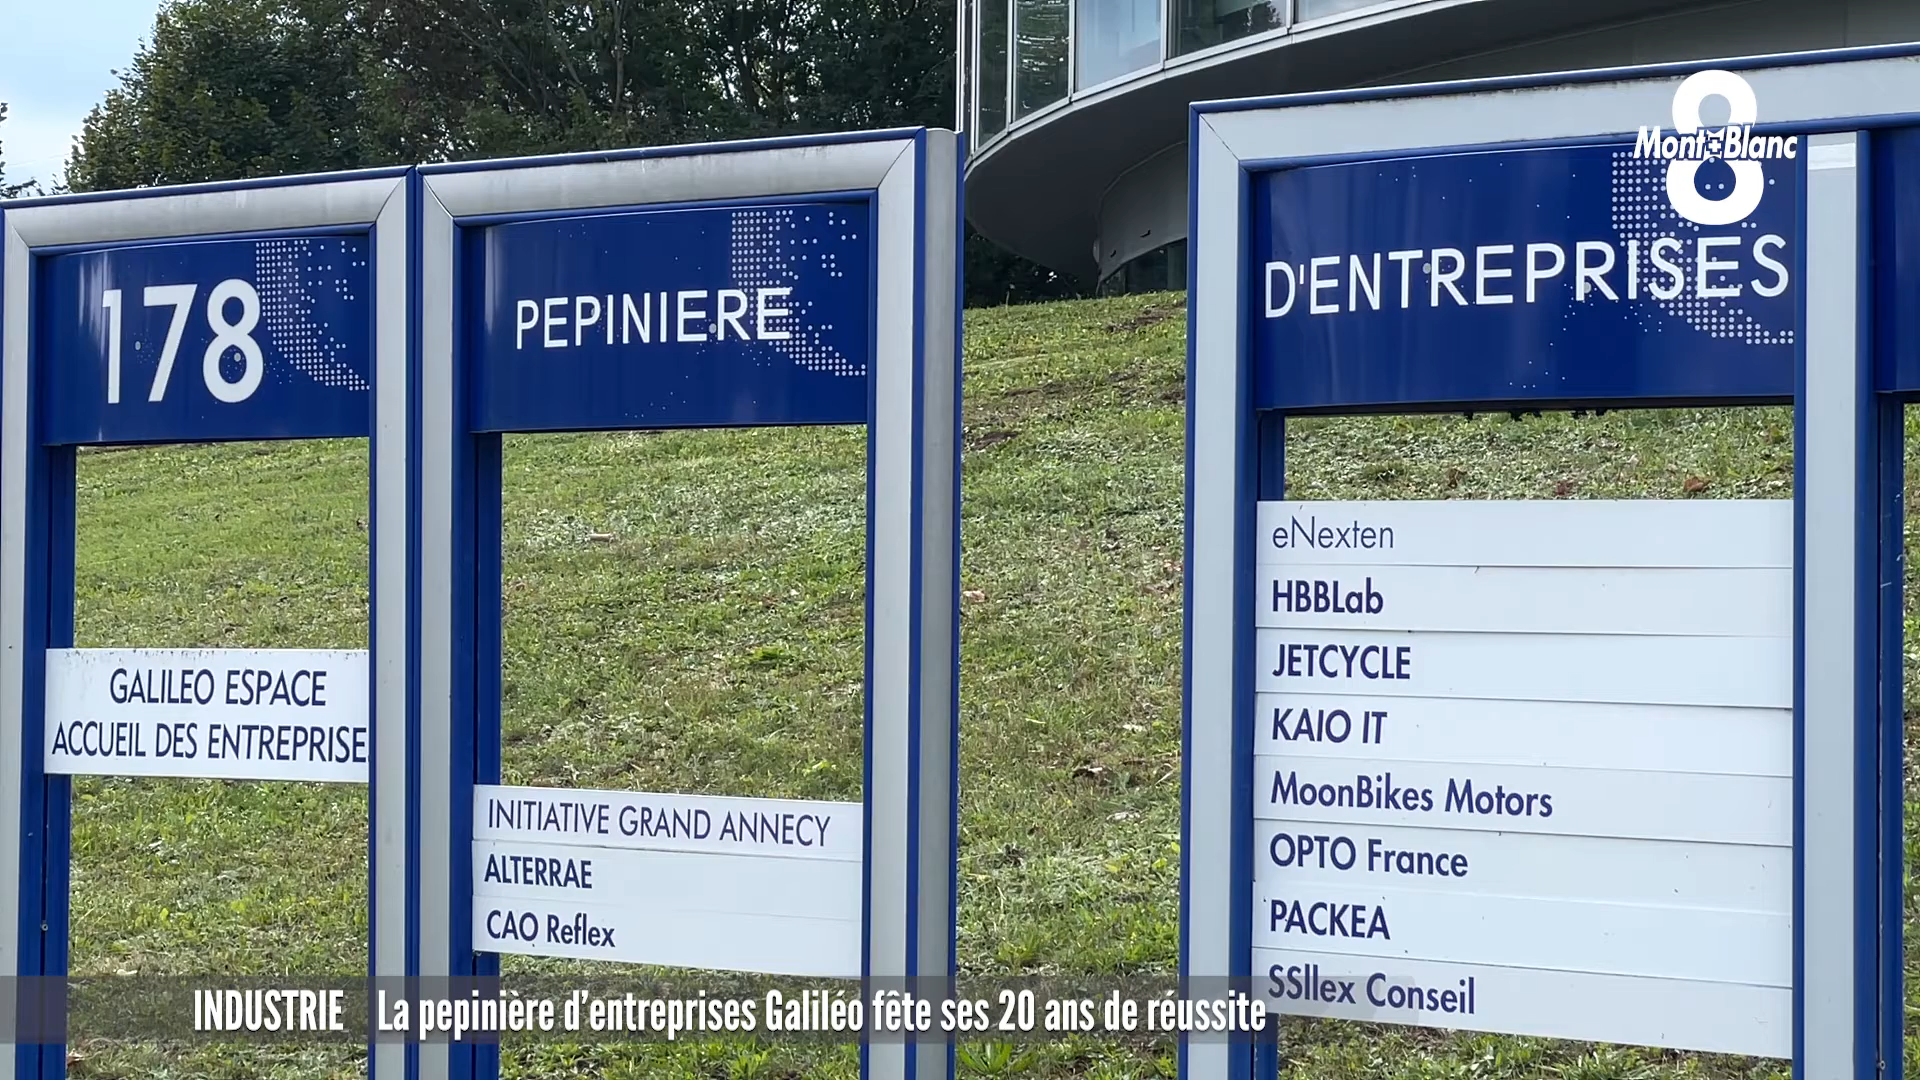 8
Mont-Blanc
178
PEPINIERE
D'ENTREPRISES
GALILEO ESPACE
ACCUEIL DES ENTREPRISE
INITIATIVE GRAND ANNECY
ALTERRAE
CAO Reflex
eNexten
HBBLab
JETCYCLE
KAIO IT
MoonBikes Motors
OPTO France
PACKEA
SSllex Conseil
INDUSTRIE La pepinière d'entreprises Galiléo fête ses 20 ans de réussite